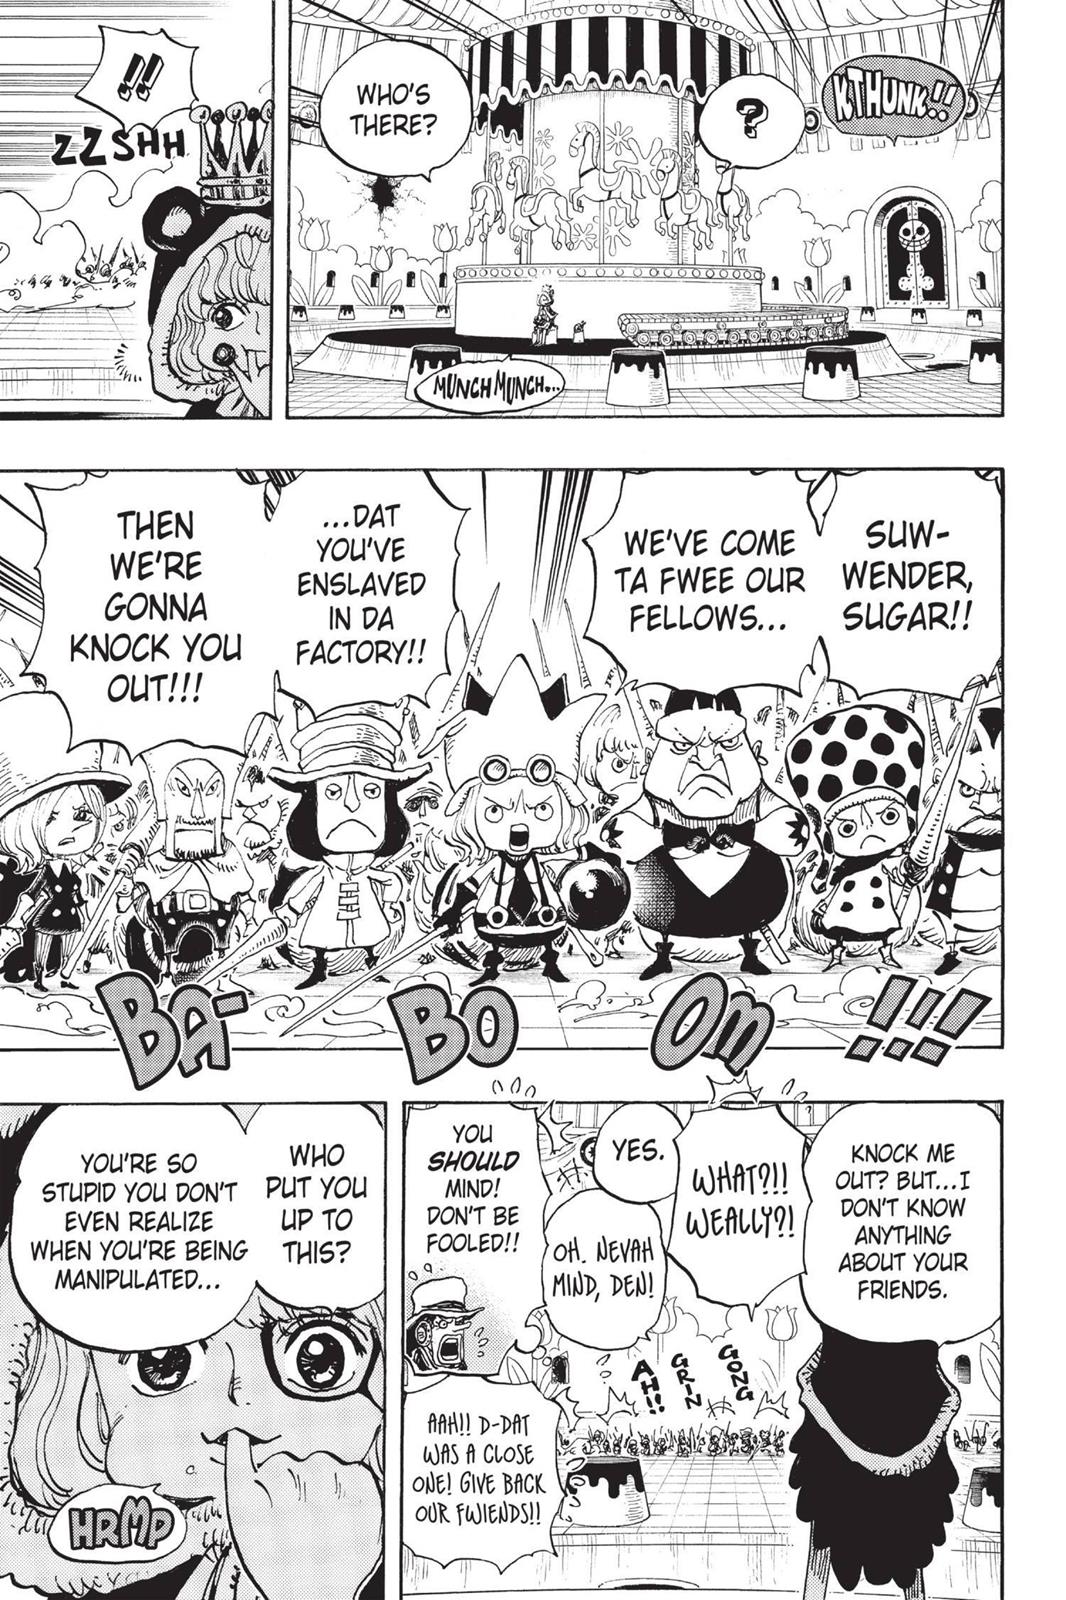 KTHUNK!!
?
WHO'S
THERE?
MUNCH MUNCH...
!!
ZZSHH
SUW-
WENDER,
SUGAR!!
WE'VE COME
TA FWEE OUR
FELLOWS...
...DAT
YOU'VE
ENSLAVED
IN DA
FACTORY!!
THEN
WE'RE
GONNA
KNOCK YOU
OUT!!!
BA-
BO
OM
!!!
KNOCK ME
OUT? BUT...I
DON'T KNOW
ANYTHING
ABOUT YOUR
FRIENDS.
WHAT?!!
WEALLY?!
YES.
OH. NEVAH
MIND, DEN!
YOU
SHOULD
MIND!
DON'T BE
FOOLED!!
GONG
GRIN
AH!!
AAH!! D-DAT
WAS A CLOSE
ONE! GIVE BACK
OUR FWIENDS!!
WHO
PUT YOU
UP TO
THIS?
YOU'RE SO
STUPID YOU DON'T
EVEN REALIZE
WHEN YOU'RE BEING
MANIPULATED...
HRMP